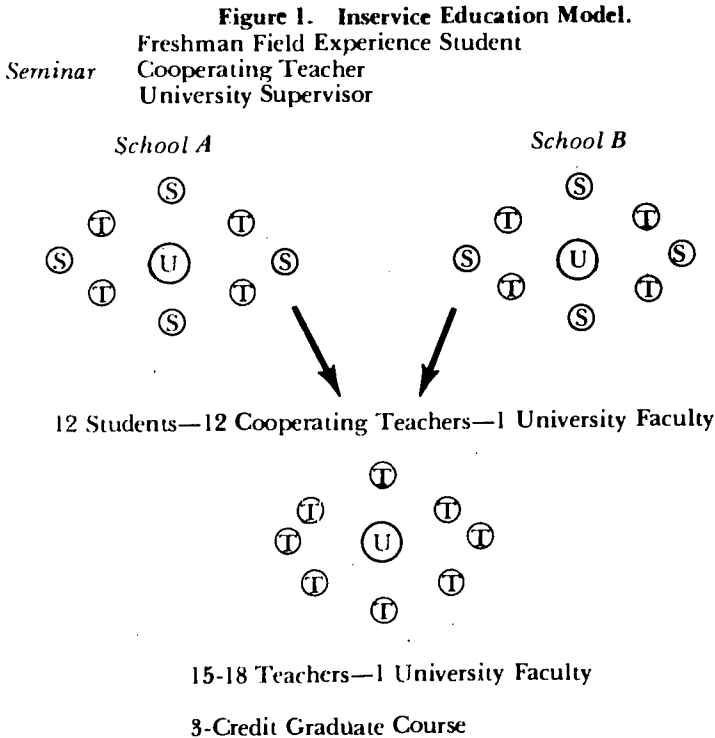 Figure 1. Inservice Education Model.
Freshman Field Experience Student
Seminar Cooperating Teacher
University Supervisor
School A School B
S S
T T T T
S U S S U S
T T T T
S S
12 Students—12 Cooperating Teachers—1 University Faculty
T
T T
T U T
T T
T
15-18 Teachers—1 University Faculty
3-Credit Graduate Course